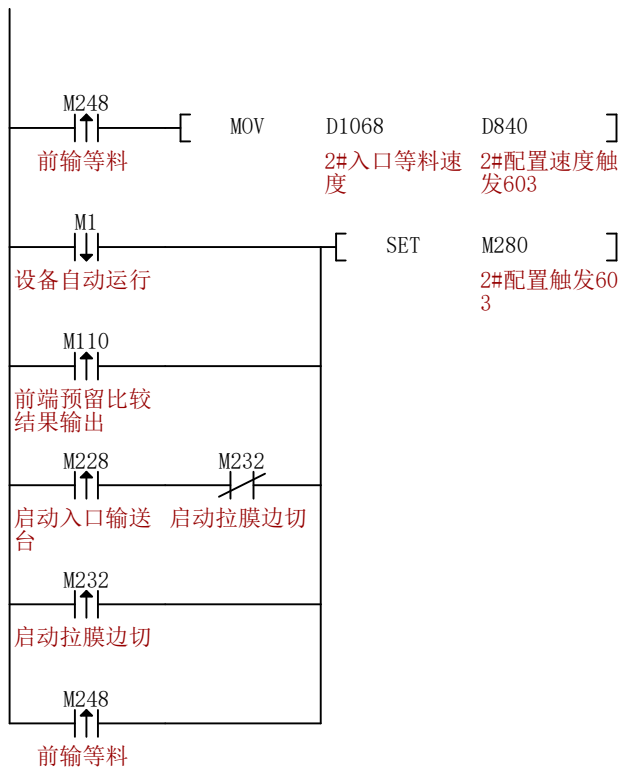 M248
MOV D1068 D840
前输等料 2#入口等料速 2#配置速度触
度 发603
M1
SET M280
设备自动运行 2#配置触发60
3
M110
前端预留比较
结果输出
M228 M232
启动入口输送 启动拉膜边切
台
M232
启动拉膜边切
M248
前输等料